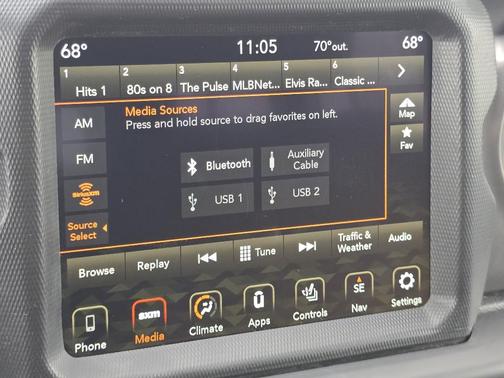 68° 11:05 70°out. 68°
1 2 3 4 5 6
Hits 1 80s on 8 The Pulse MLBNet... Elvis Ra... Classic ...
Media Sources
Press and hold source to drag favorites on left.
AM
FM
SiriusXM
Source
Select
Bluetooth
Auxiliary
Cable
USB 1
USB 2
Map
Fav
Browse
Replay
Tune
Traffic &
Weather
Audio
Phone
sxm
Media
Climate
û
Apps
Controls
SE
Nav
Settings